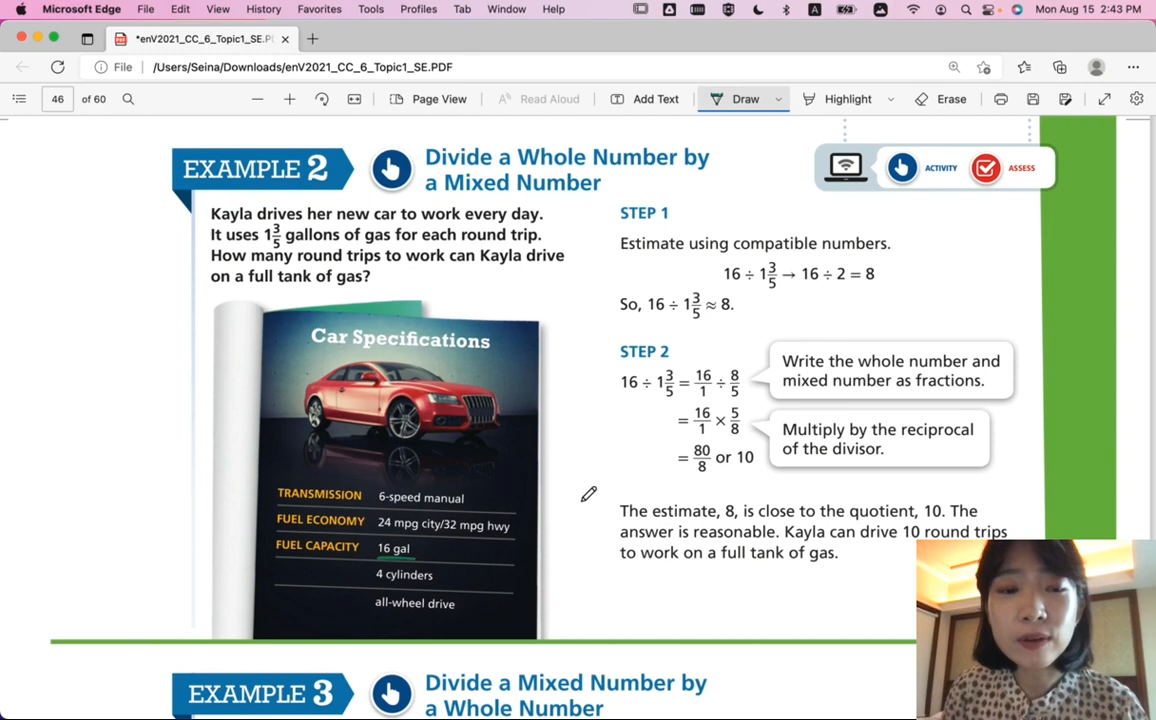 Microsoft Edge File Edit View History Favorites Tools Profiles Tab Window Help A Mon Aug 15 2:43 PM
*enV2021_CC_6_Topic1_SE.P
File /Users/Seina/Downloads/enV2021_CC_6_Topic1_SE.PDF
46 of 60 Page View Read Aloud Add Text Draw Highlight Erase
EXAMPLE 2 Divide a Whole Number by
a Mixed Number
ACTIVITY ASSESS
Kayla drives her new car to work every day.
It uses 1 3/5 gallons of gas for each round trip.
How many round trips to work can Kayla drive
on a full tank of gas?
Car Specifications
TRANSMISSION 6-speed manual
FUEL ECONOMY 24 mpg city/32 mpg hwy
FUEL CAPACITY 16 gal
4 cylinders
all-wheel drive
STEP 1
Estimate using compatible numbers.
16 ÷ 1 3/5 → 16 ÷ 2 = 8
So, 16 ÷ 1 3/5 ≈ 8.
STEP 2
16 ÷ 1 3/5 = 16/1 ÷ 8/5
= 16/1 × 5/8
= 80/8 or 10
Write the whole number and
mixed number as fractions.
Multiply by the reciprocal
of the divisor.
The estimate, 8, is close to the quotient, 10. The
answer is reasonable. Kayla can drive 10 round trips
to work on a full tank of gas.
EXAMPLE 3 Divide a Mixed Number by
a Whole Number